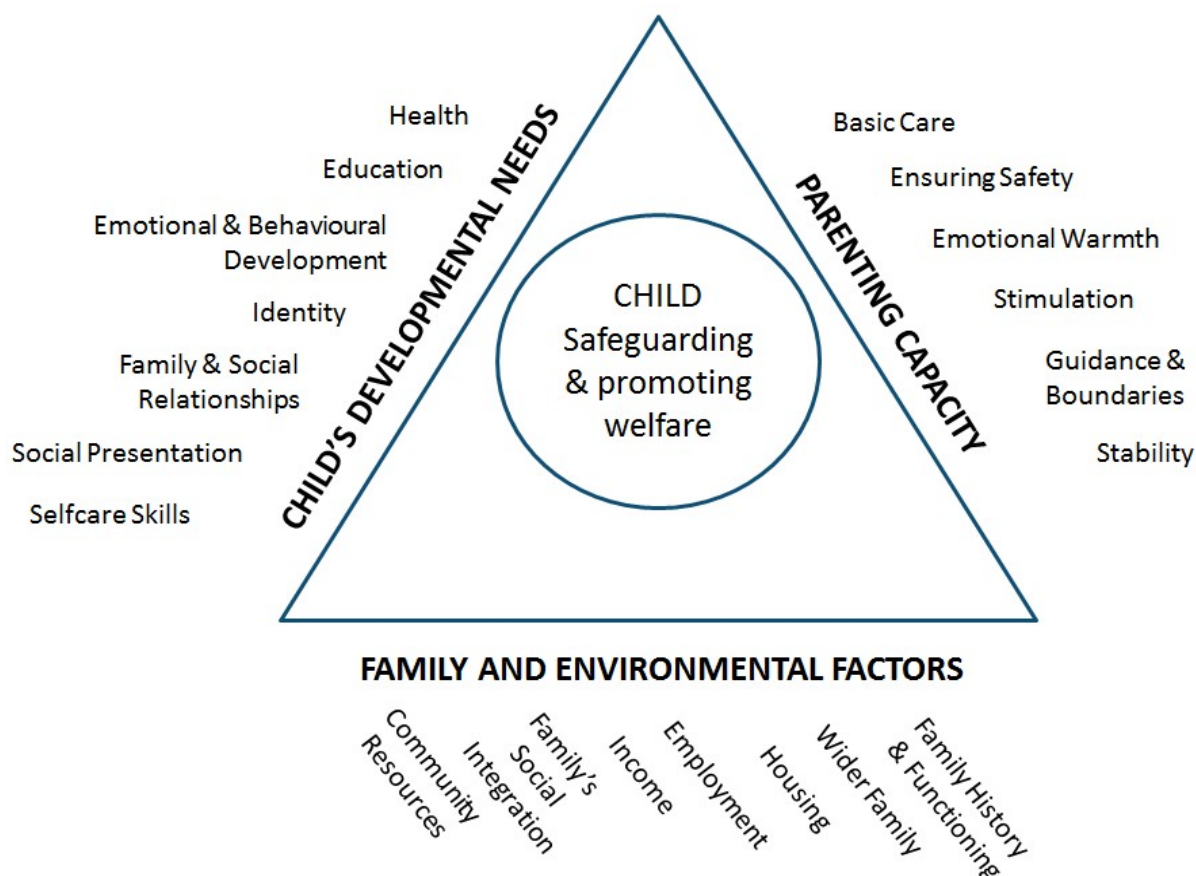 Health
Education
Emotional & Behavioural
Development
Identity
Family & Social
Relationships
Social Presentation
Selfcare Skills
CHILD'S DEVELOPMENTAL NEEDS
CHILD
Safeguarding
& promoting
welfare
PARENTING CAPACITY
Basic Care
Ensuring Safety
Emotional Warmth
Stimulation
Guidance &
Boundaries
Stability
FAMILY AND ENVIRONMENTAL FACTORS
Community
Resources
Family's
Social
Integration
Income
Employment
Housing
Wider Family
Family History
& Functioning